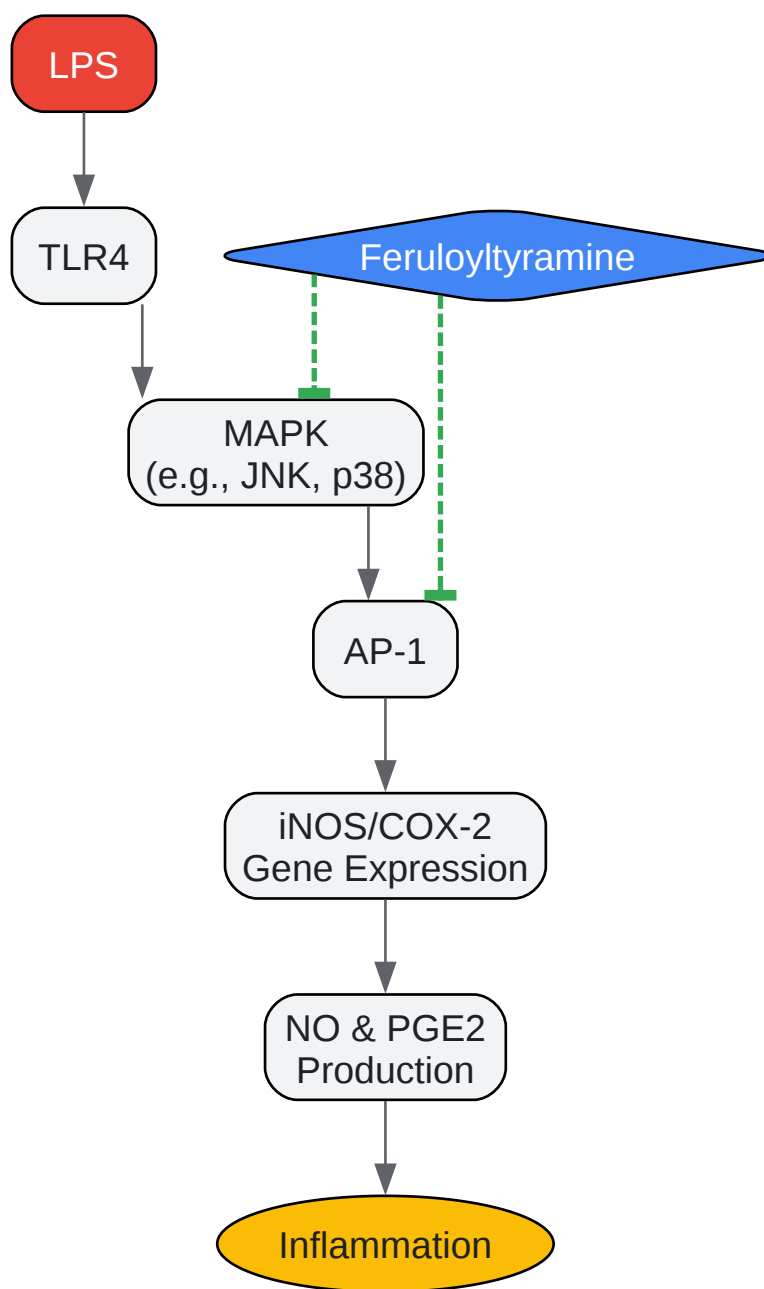 LPS
TLR4
Feruloyltyramine
MAPK
(e.g., JNK, p38)
AP-1
iNOS/COX-2
Gene Expression
NO & PGE2
Production
Inflammation